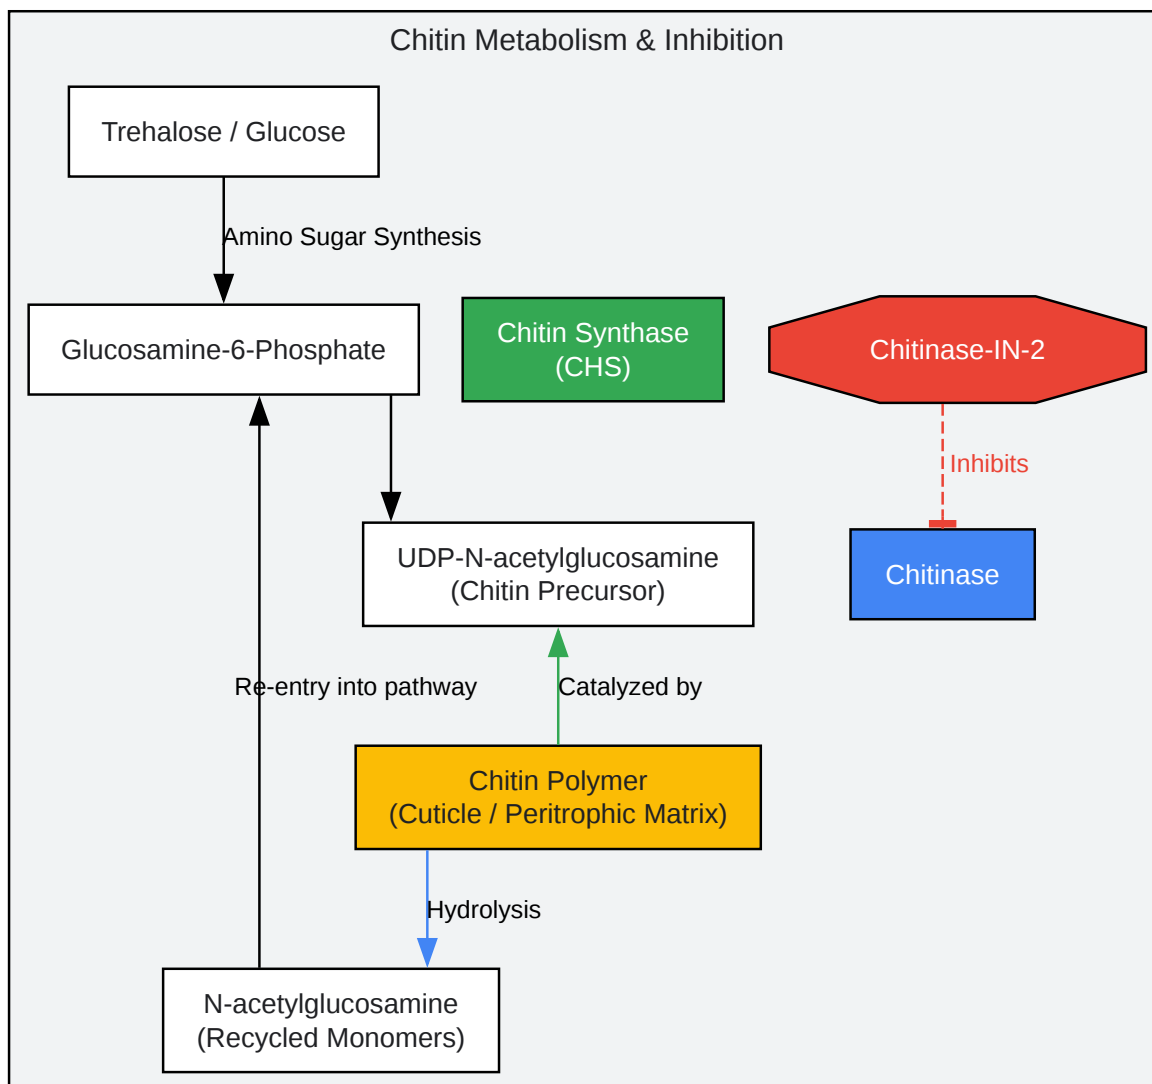 Chitin Metabolism & Inhibition
Trehalose / Glucose
Amino Sugar Synthesis
Glucosamine-6-Phosphate
Chitin Synthase
(CHS)
Chitinase-IN-2
Inhibits
UDP-N-acetylglucosamine
(Chitin Precursor)
Chitinase
Re-entry into pathway
Catalyzed by
Chitin Polymer
(Cuticle / Peritrophic Matrix)
Hydrolysis
N-acetylglucosamine
(Recycled Monomers)